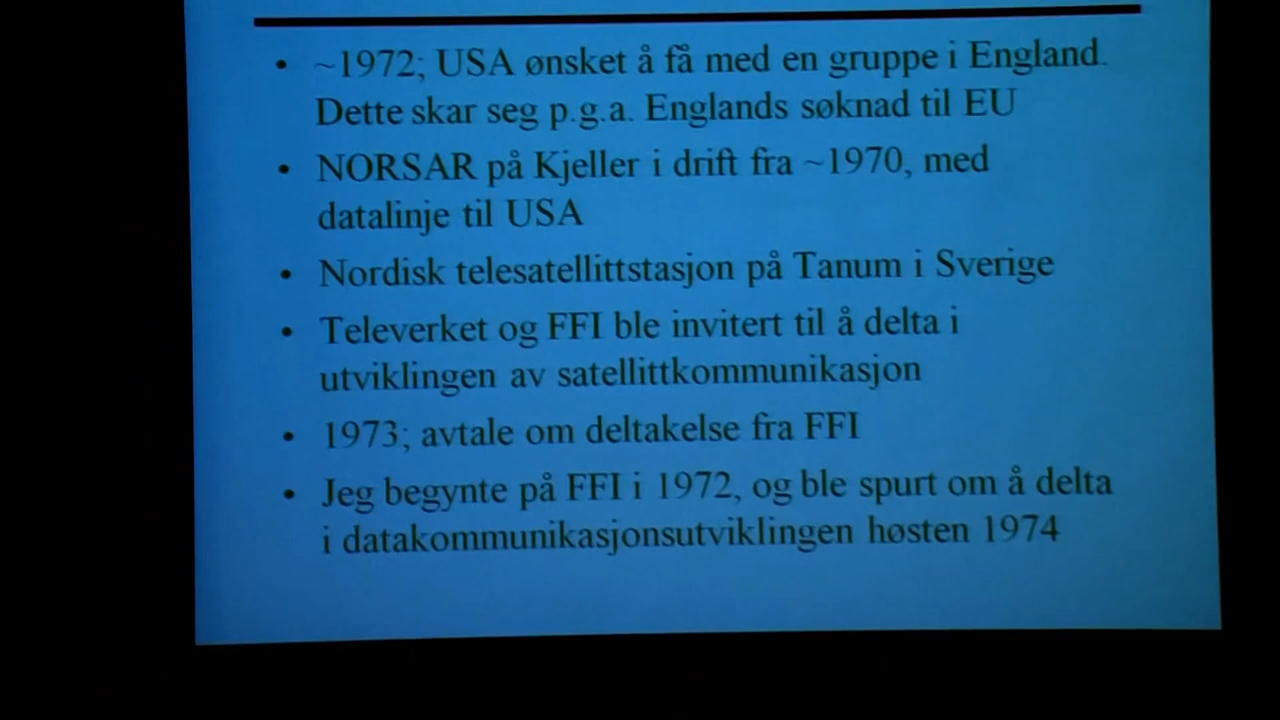 • ~1972; USA ønsket å få med en gruppe i England.
Dette skar seg p.g.a. Englands søknad til EU
• NORSAR på Kjeller i drift fra ~1970, med
datalinje til USA
• Nordisk telesatellittstasjon på Tanum i Sverige
• Televerket og FFI ble invitert til å delta i
utviklingen av satellittkommunikasjon
• 1973; avtale om deltakelse fra FFI
• Jeg begynte på FFI i 1972, og ble spurt om å delta
i datakommunikasjonsutviklingen høsten 1974